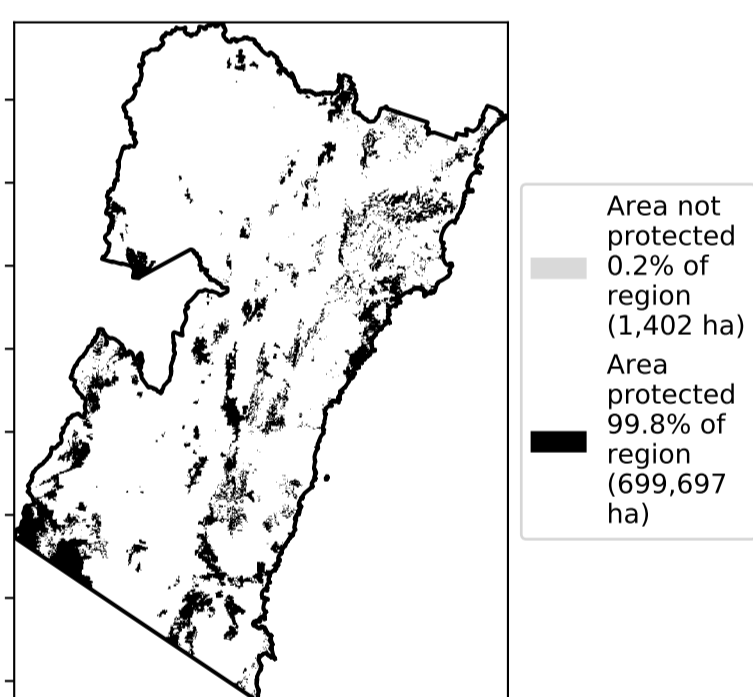 Area not
protected
0.2% of
region
(1,402 ha)
Area
protected
99.8% of
region
(699,697
ha)